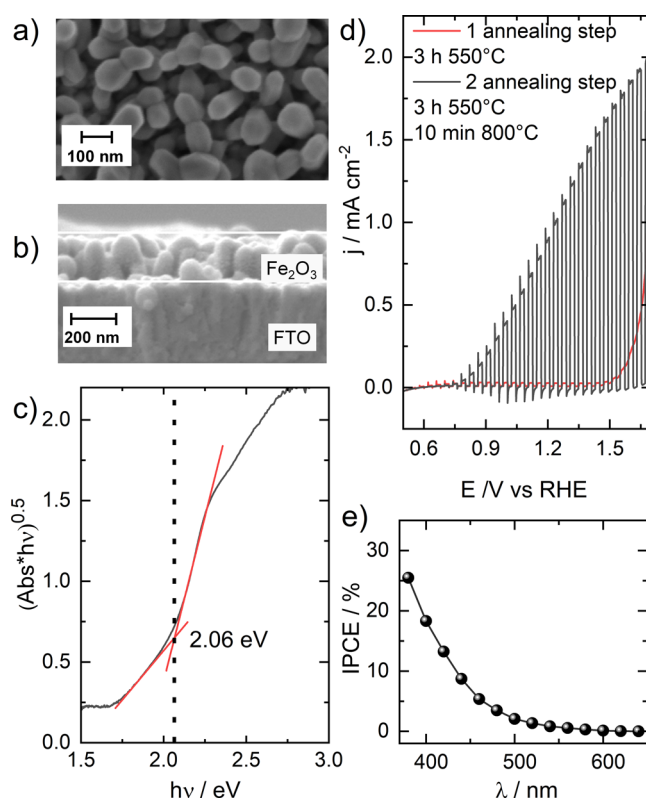 a)
100 nm
b)
Fe₂O₃
200 nm
FTO
c)
2.0
1.5
1.0
0.5
0.0
(Abs*hν)^0.5
2.06 eV
1.5 2.0 2.5 3.0
hν / eV
d)
1 annealing step
3 h 550°C
2 annealing step
3 h 550°C
10 min 800°C
2.0
1.5
1.0
0.5
0.0
j / mA cm⁻²
0.6 0.9 1.2 1.5
E /V vs RHE
e)
30
20
10
0
IPCE / %
400 500 600
λ / nm